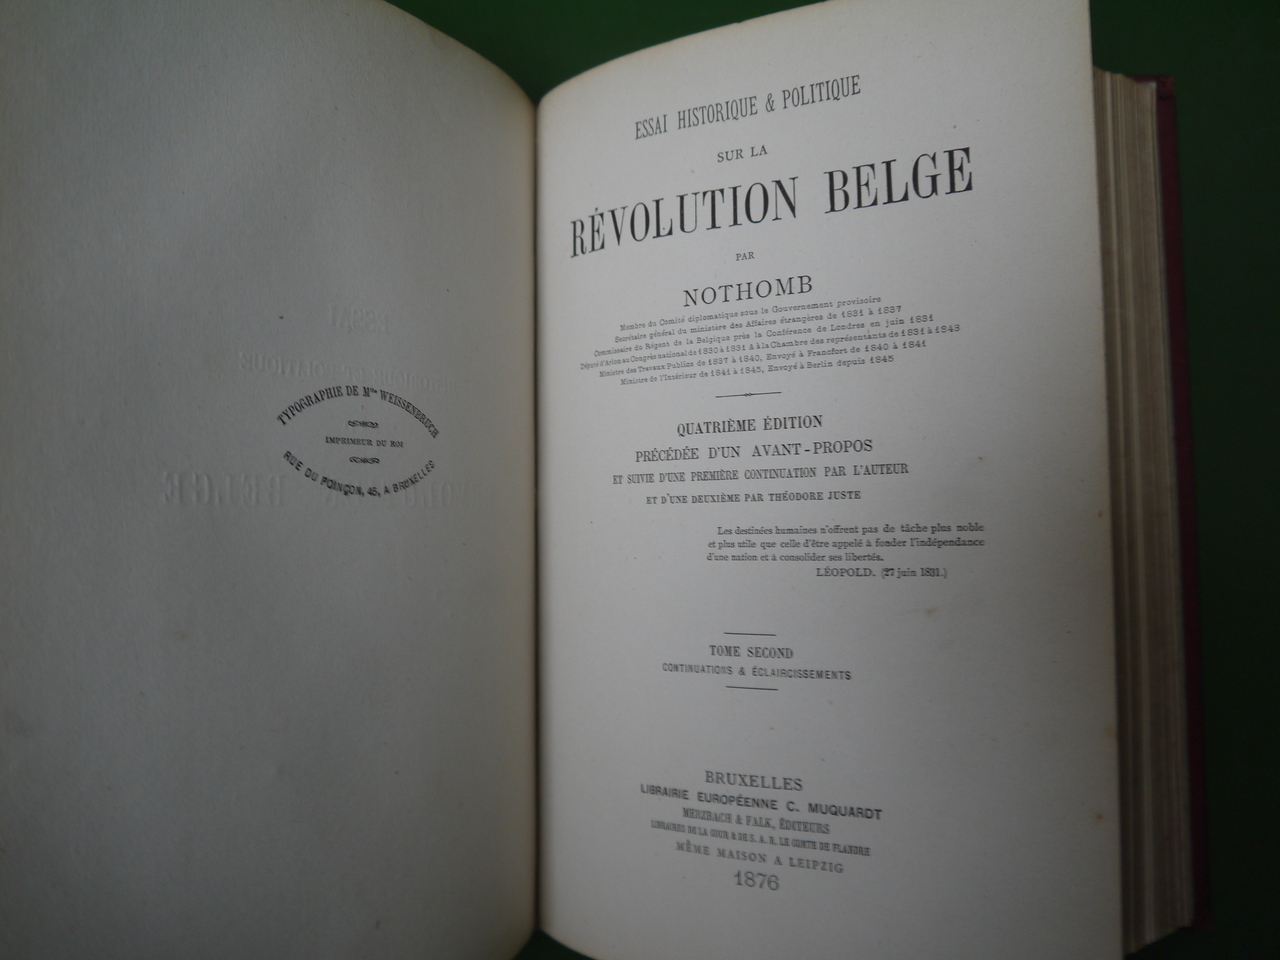 TYPOGRAPHIE DE Mme WEISSENBRUCH
IMPRIMEUR DU ROI
RUE DU POINÇON, 45, A BRUXELLES
ESSAI HISTORIQUE & POLITIQUE
SUR LA
RÉVOLUTION BELGE
PAR
NOTHOMB
Membre du Comité diplomatique sous le Gouvernement provisoire
Secrétaire général du ministère des Affaires étrangères de 1831 à 1837
Commissaire du Régent de la Belgique près la Conférence de Londres en juin 1831
Député d'Arlon au Congrès national de 1830 à 1831 & à la Chambre des représentants de 1831 à 1848
Ministre des Travaux Publics de 1837 à 1840, Envoyé à Francfort de 1840 à 1841
Ministre de l'Intérieur de 1841 à 1845, Envoyé à Berlin depuis 1845
QUATRIÈME ÉDITION
PRÉCÉDÉE D'UN AVANT-PROPOS
ET SUIVIE D'UNE PREMIÈRE CONTINUATION PAR L'AUTEUR
ET D'UNE DEUXIÈME PAR THÉODORE JUSTE
Les destinées humaines n'offrent pas de tâche plus noble
et plus utile que celle d'être appelé à fonder l'indépendance
d'une nation et à consolider ses libertés.
LÉOPOLD. (27 juin 1831.)
TOME SECOND
CONTINUATIONS & ÉCLAIRCISSEMENTS
BRUXELLES
LIBRAIRIE EUROPÉENNE C. MUQUARDT
MERZBACH & FALK, ÉDITEURS
LIBRAIRES DE LA COUR & DE S. A. R. LE COMTE DE FLANDRE
MÊME MAISON A LEIPZIG
1876